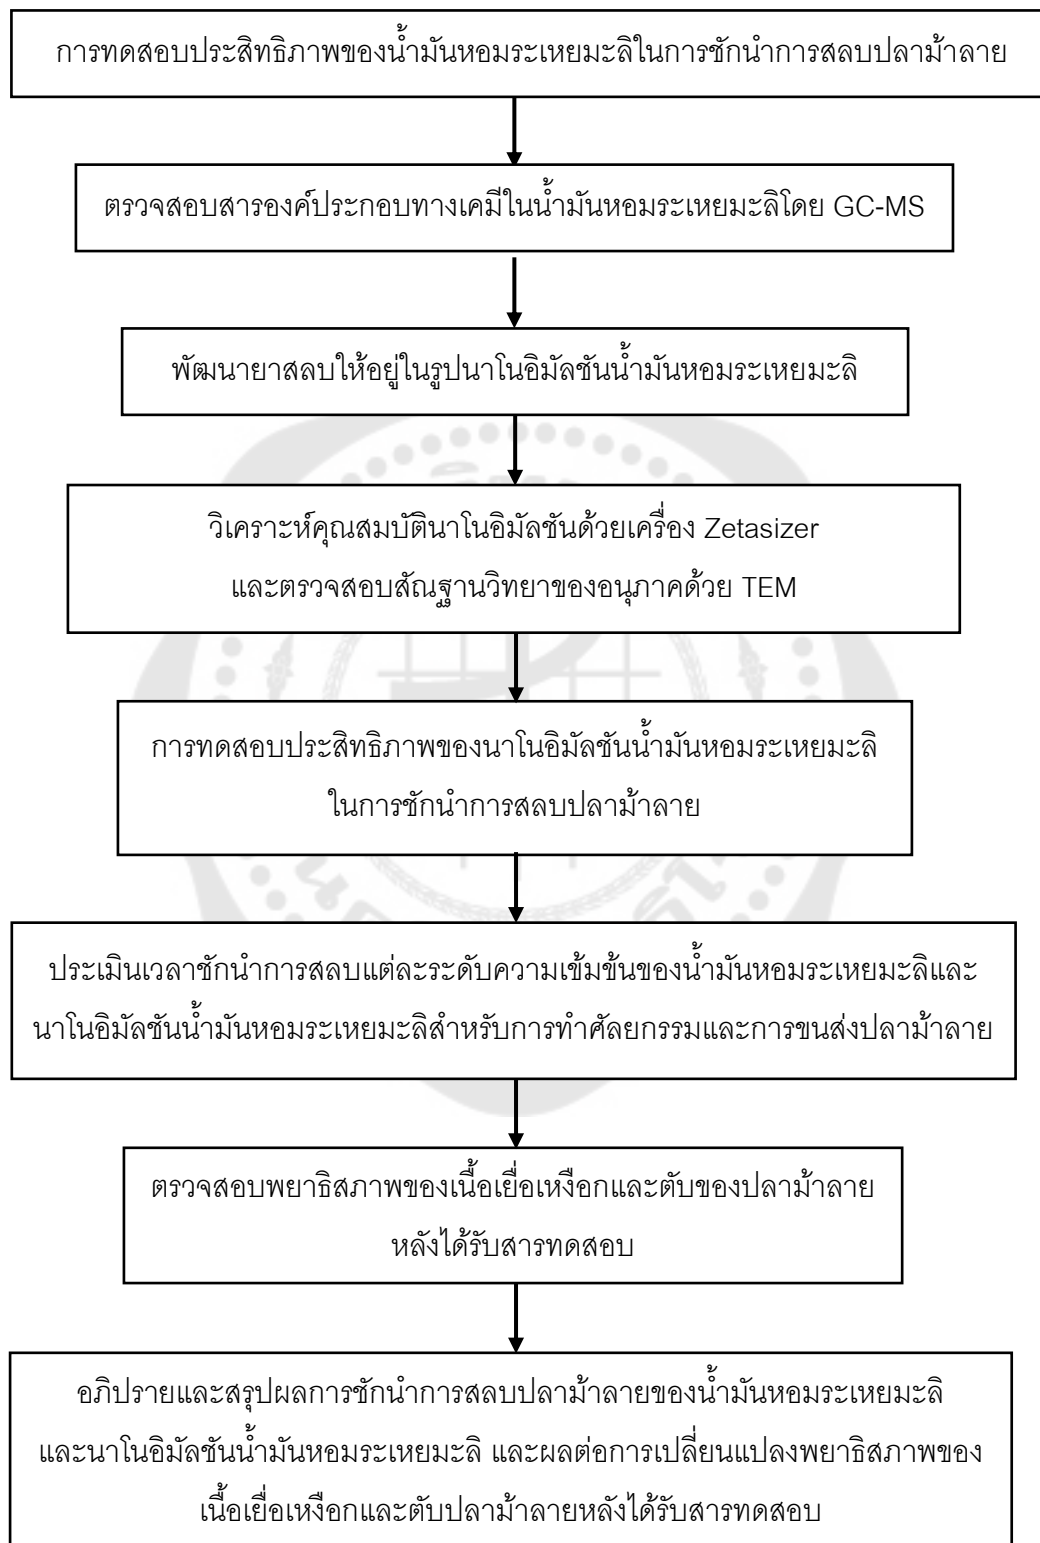 การทดสอบประสิทธิภาพของน้ำมันหอมระเหยมะลิในการชักนำการสลบปลาม้าลาย
ตรวจสอบสารองค์ประกอบทางเคมีในน้ำมันหอมระเหยมะลิโดย GC-MS
พัฒนายาสลบให้อยู่ในรูปนาโนอิมัลชันน้ำมันหอมระเหยมะลิ
วิเคราะห์คุณสมบัตินาโนอิมัลชันด้วยเครื่อง Zetasizer
และตรวจสอบสัณฐานวิทยาของอนุภาคด้วย TEM
การทดสอบประสิทธิภาพของนาโนอิมัลชันน้ำมันหอมระเหยมะลิ
ในการชักนำการสลบปลาม้าลาย
ประเมินเวลาชักนำการสลบแต่ละระดับความเข้มข้นของน้ำมันหอมระเหยมะลิและ
นาโนอิมัลชันน้ำมันหอมระเหยมะลิสำหรับการทำศัลยกรรมและการขนส่งปลาม้าลาย
ตรวจสอบพยาธิสภาพของเนื้อเยื่อเหงือกและตับของปลาม้าลาย
หลังได้รับสารทดสอบ
อภิปรายและสรุปผลการชักนำการสลบปลาม้าลายของน้ำมันหอมระเหยมะลิ
และนาโนอิมัลชันน้ำมันหอมระเหยมะลิ และผลต่อการเปลี่ยนแปลงพยาธิสภาพของ
เนื้อเยื่อเหงือกและตับปลาม้าลายหลังได้รับสารทดสอบ